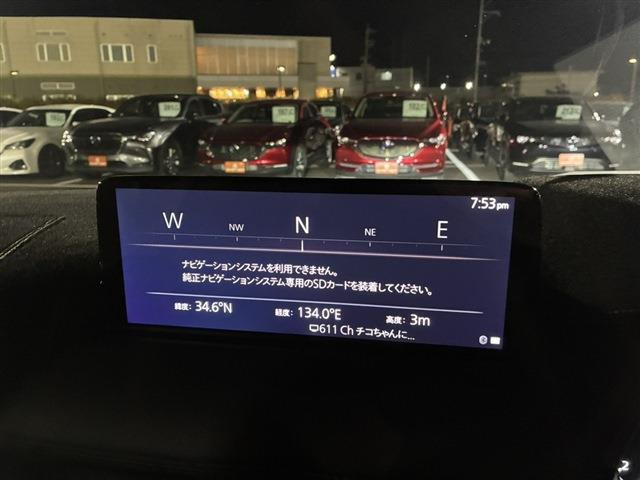 7:53pm
W NW N NE E
ナビゲーションシステムを利用できません。
純正ナビゲーションシステム専用のSDカードを装着してください。
緯度: 34.6°N 経度: 134.0°E 高度: 3m
611 Ch チコちゃんに...